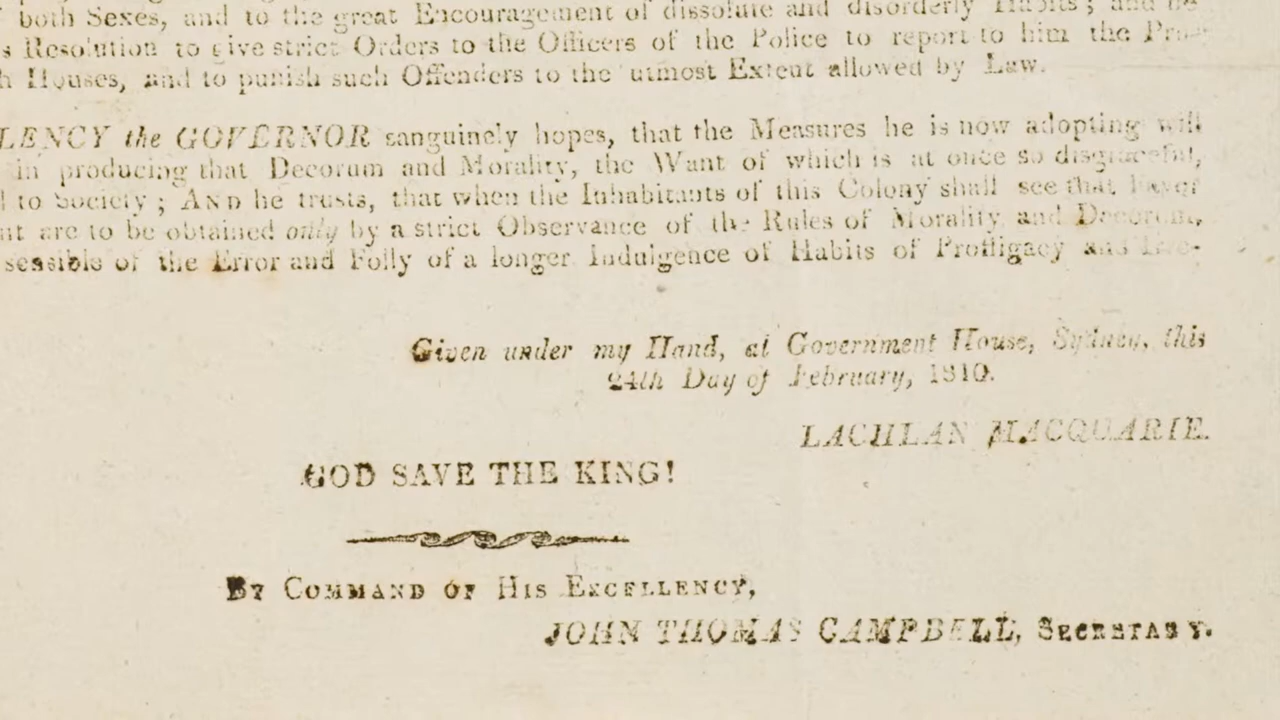 both Sexes, and to the great Encouragement of dissolute and disorderly Habits; and he
s Resolution to give strict Orders to the Officers of the Police to report to him the
h Houses, and to punish such Offenders to the utmost Extent allowed by Law.
LENCY the GOVERNOR sanguinely hopes, that the Measures he is now adopting will
in producing that Decorum and Morality, the Want of which is at once so disgraceful,
l to Society; AND he trusts, that when the Inhabitants of this Colony shall see that Favor
nt are to be obtained only by a strict Observance of the Rules of Morality and Decorum,
sensible of the Error and Folly of a longer Indulgence of Habits of Profligacy and
Given under my Hand, at Government House, Sydney, this
24th Day of February, 1810.
LACHLAN MACQUARIE.
GOD SAVE THE KING!
BY COMMAND OF HIS EXCELLENCY,
JOHN THOMAS CAMPBELL, SECRETARY.